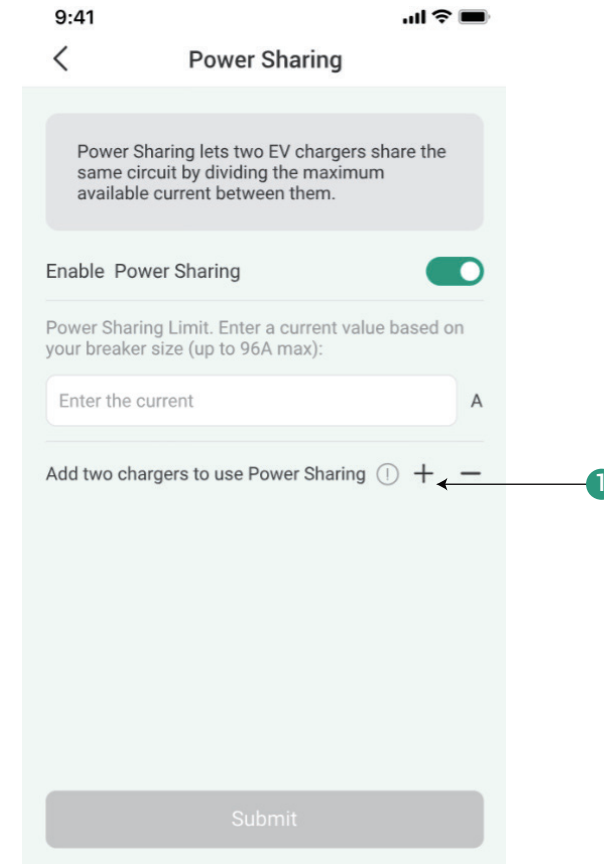 9:41
Power Sharing
Power Sharing lets two EV chargers share the
same circuit by dividing the maximum
available current between them.
Enable Power Sharing
Power Sharing Limit. Enter a current value based on
your breaker size (up to 96A max):
Enter the current A
Add two chargers to use Power Sharing ! + −
1
Submit